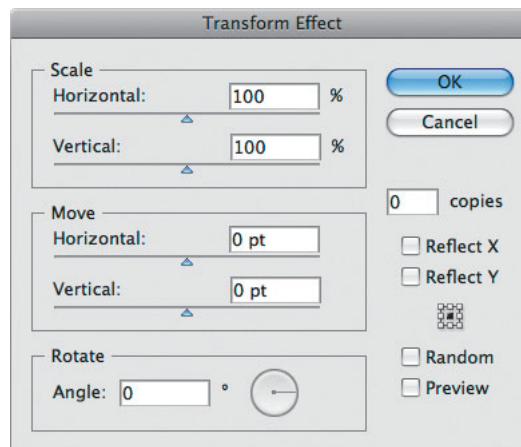 Transform Effect
Scale
Horizontal: 100 %
Vertical: 100 %
Move
Horizontal: 0 pt
Vertical: 0 pt
Rotate
Angle: 0 °
OK
Cancel
0 copies
Reflect X
Reflect Y
Random
Preview